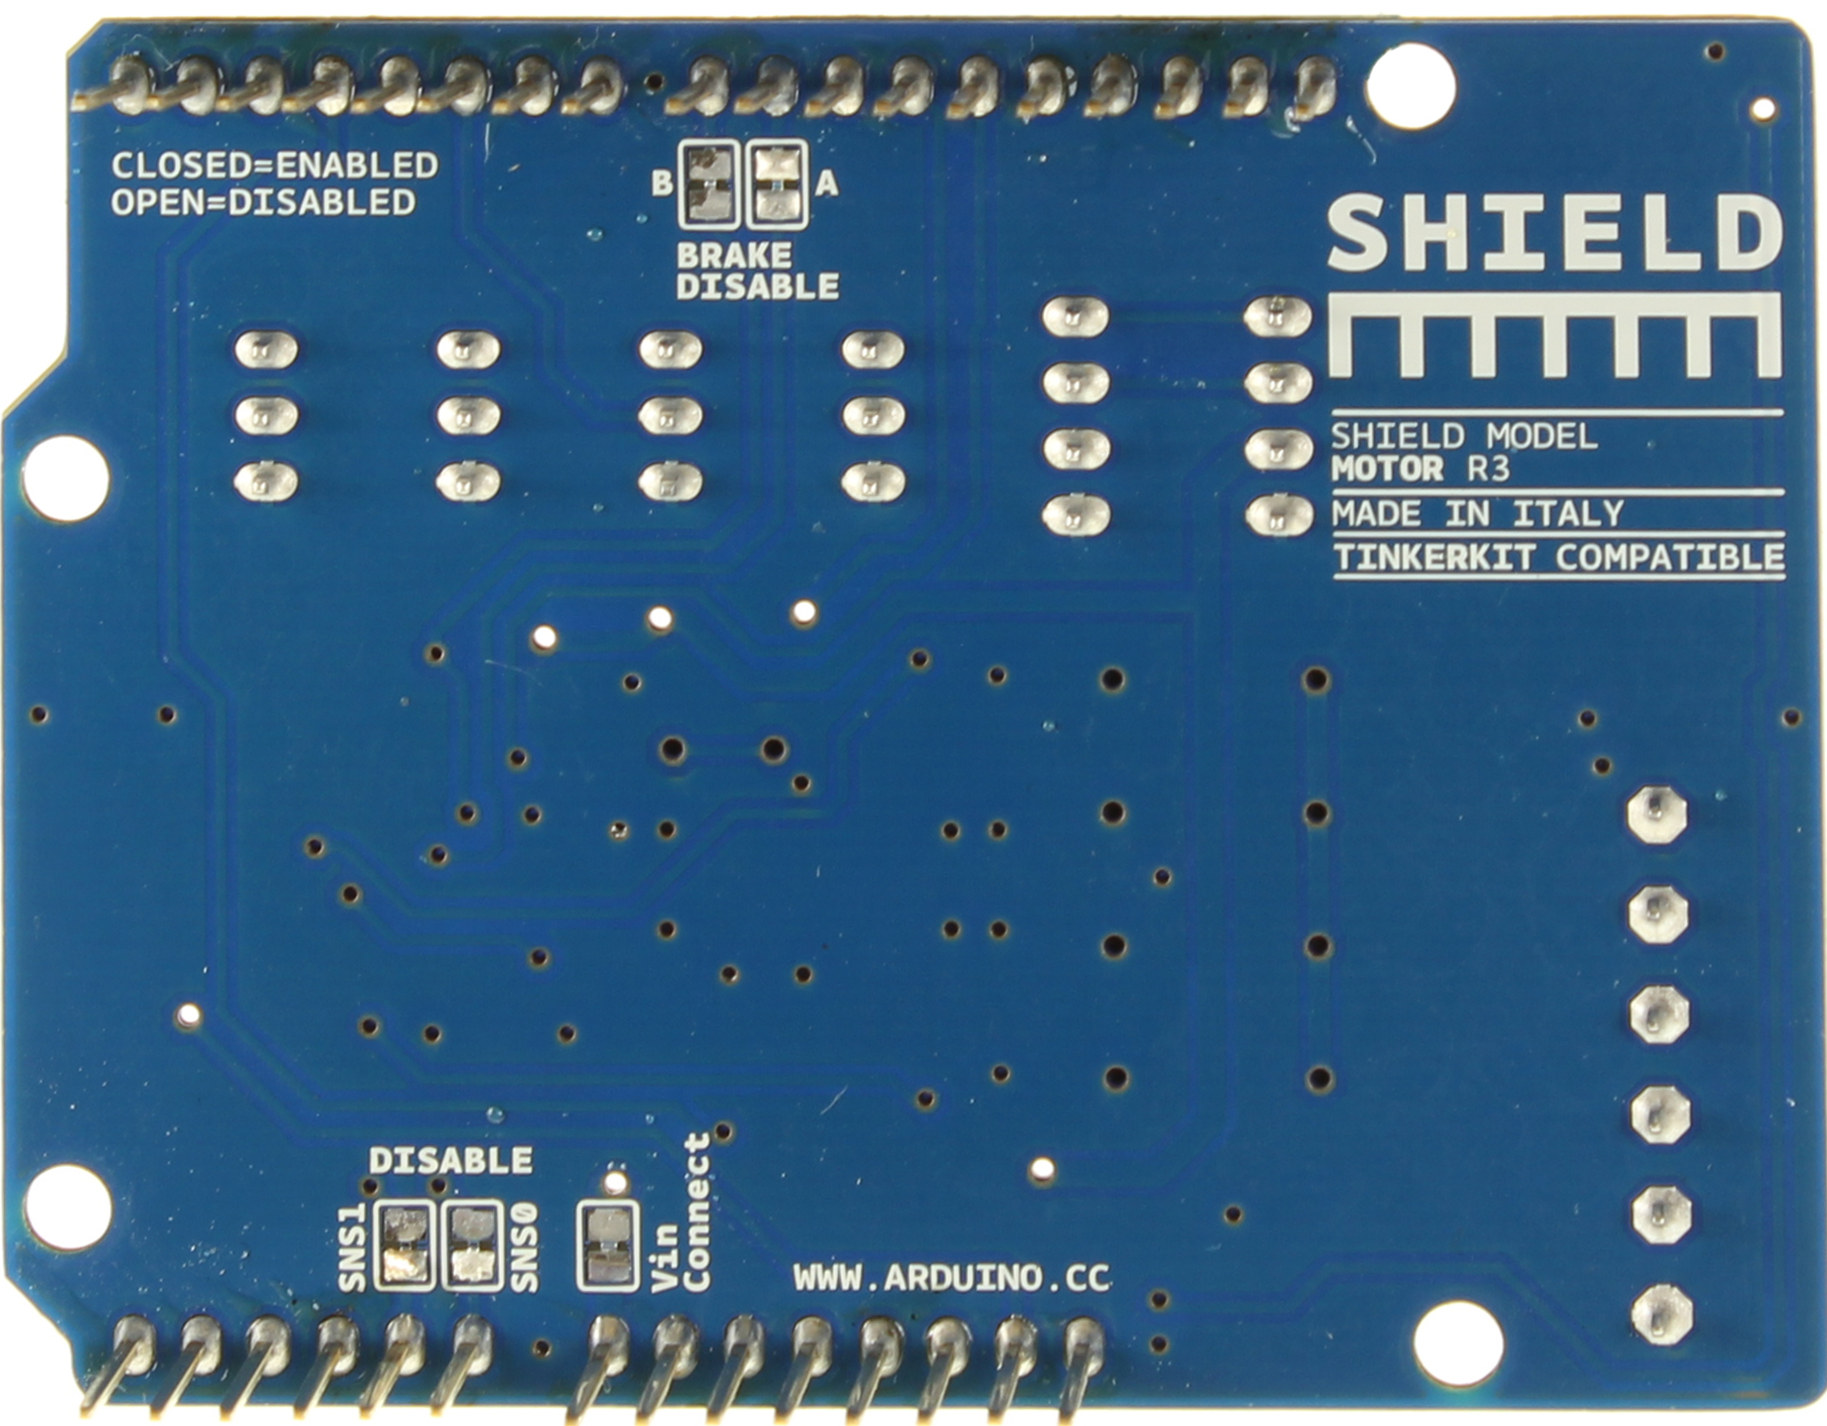 CLOSED=ENABLED
OPEN=DISABLED
B
A
BRAKE
DISABLE
SHIELD
SHIELD MODEL
MOTOR R3
MADE IN ITALY
TINKERKIT COMPATIBLE
DISABLE
SNS1
SNS0
Vin
Connect
WWW.ARDUINO.CC